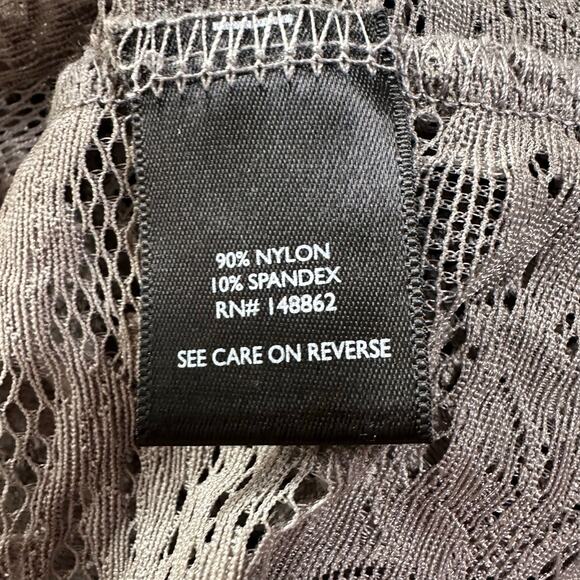 90% NYLON
10% SPANDEX
RN# 148862
SEE CARE ON REVERSE